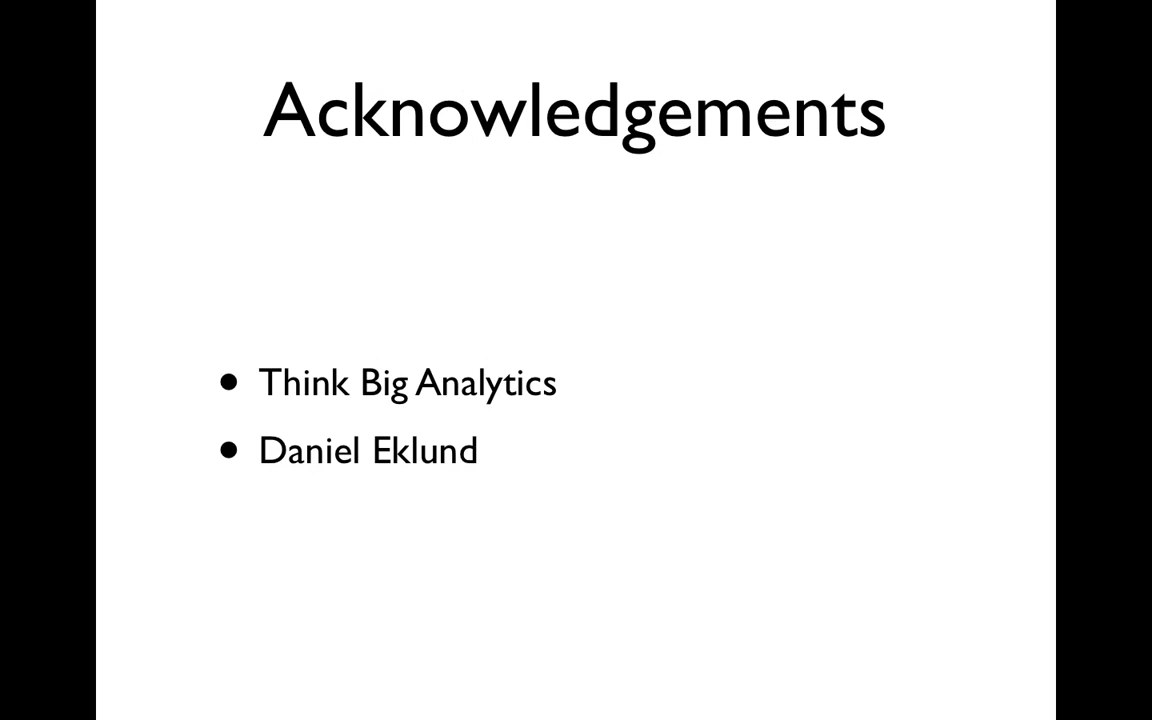 Acknowledgements
• Think Big Analytics
• Daniel Eklund